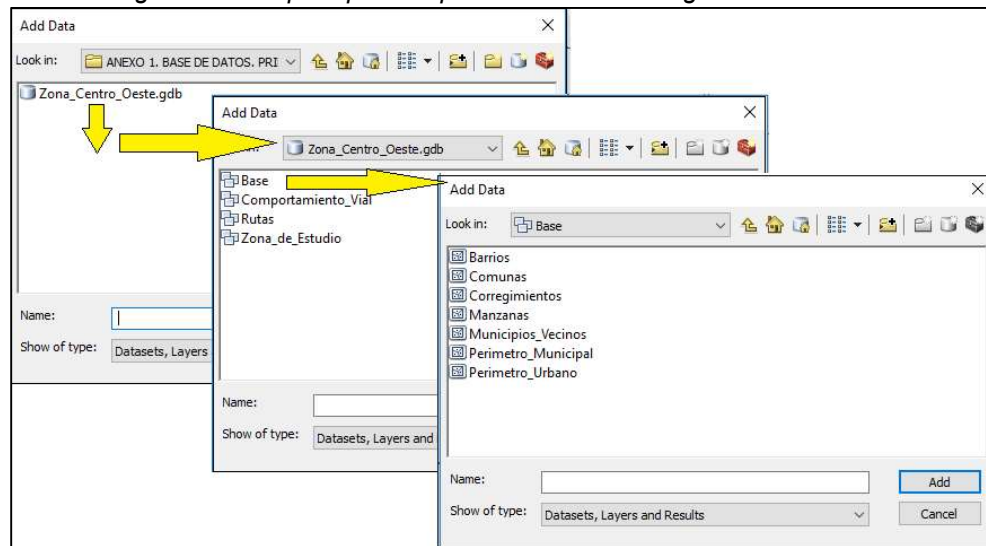 Add Data
Look in:
ANEXO 1. BASE DE DATOS. PRI
Zona_Centro_Oeste.gdb
Name:
Show of type:
Datasets, Layers
Add Data
Zona_Centro_Oeste.gdb
Base
Comportamiento_Vial
Rutas
Zona_de_Estudio
Name:
Show of type:
Datasets, Layers and
Add Data
Look in:
Base
Barrios
Comunas
Corregimientos
Manzanas
Municipios_Vecinos
Perimetro_Municipal
Perimetro_Urbano
Name:
Add
Show of type:
Datasets, Layers and Results
Cancel